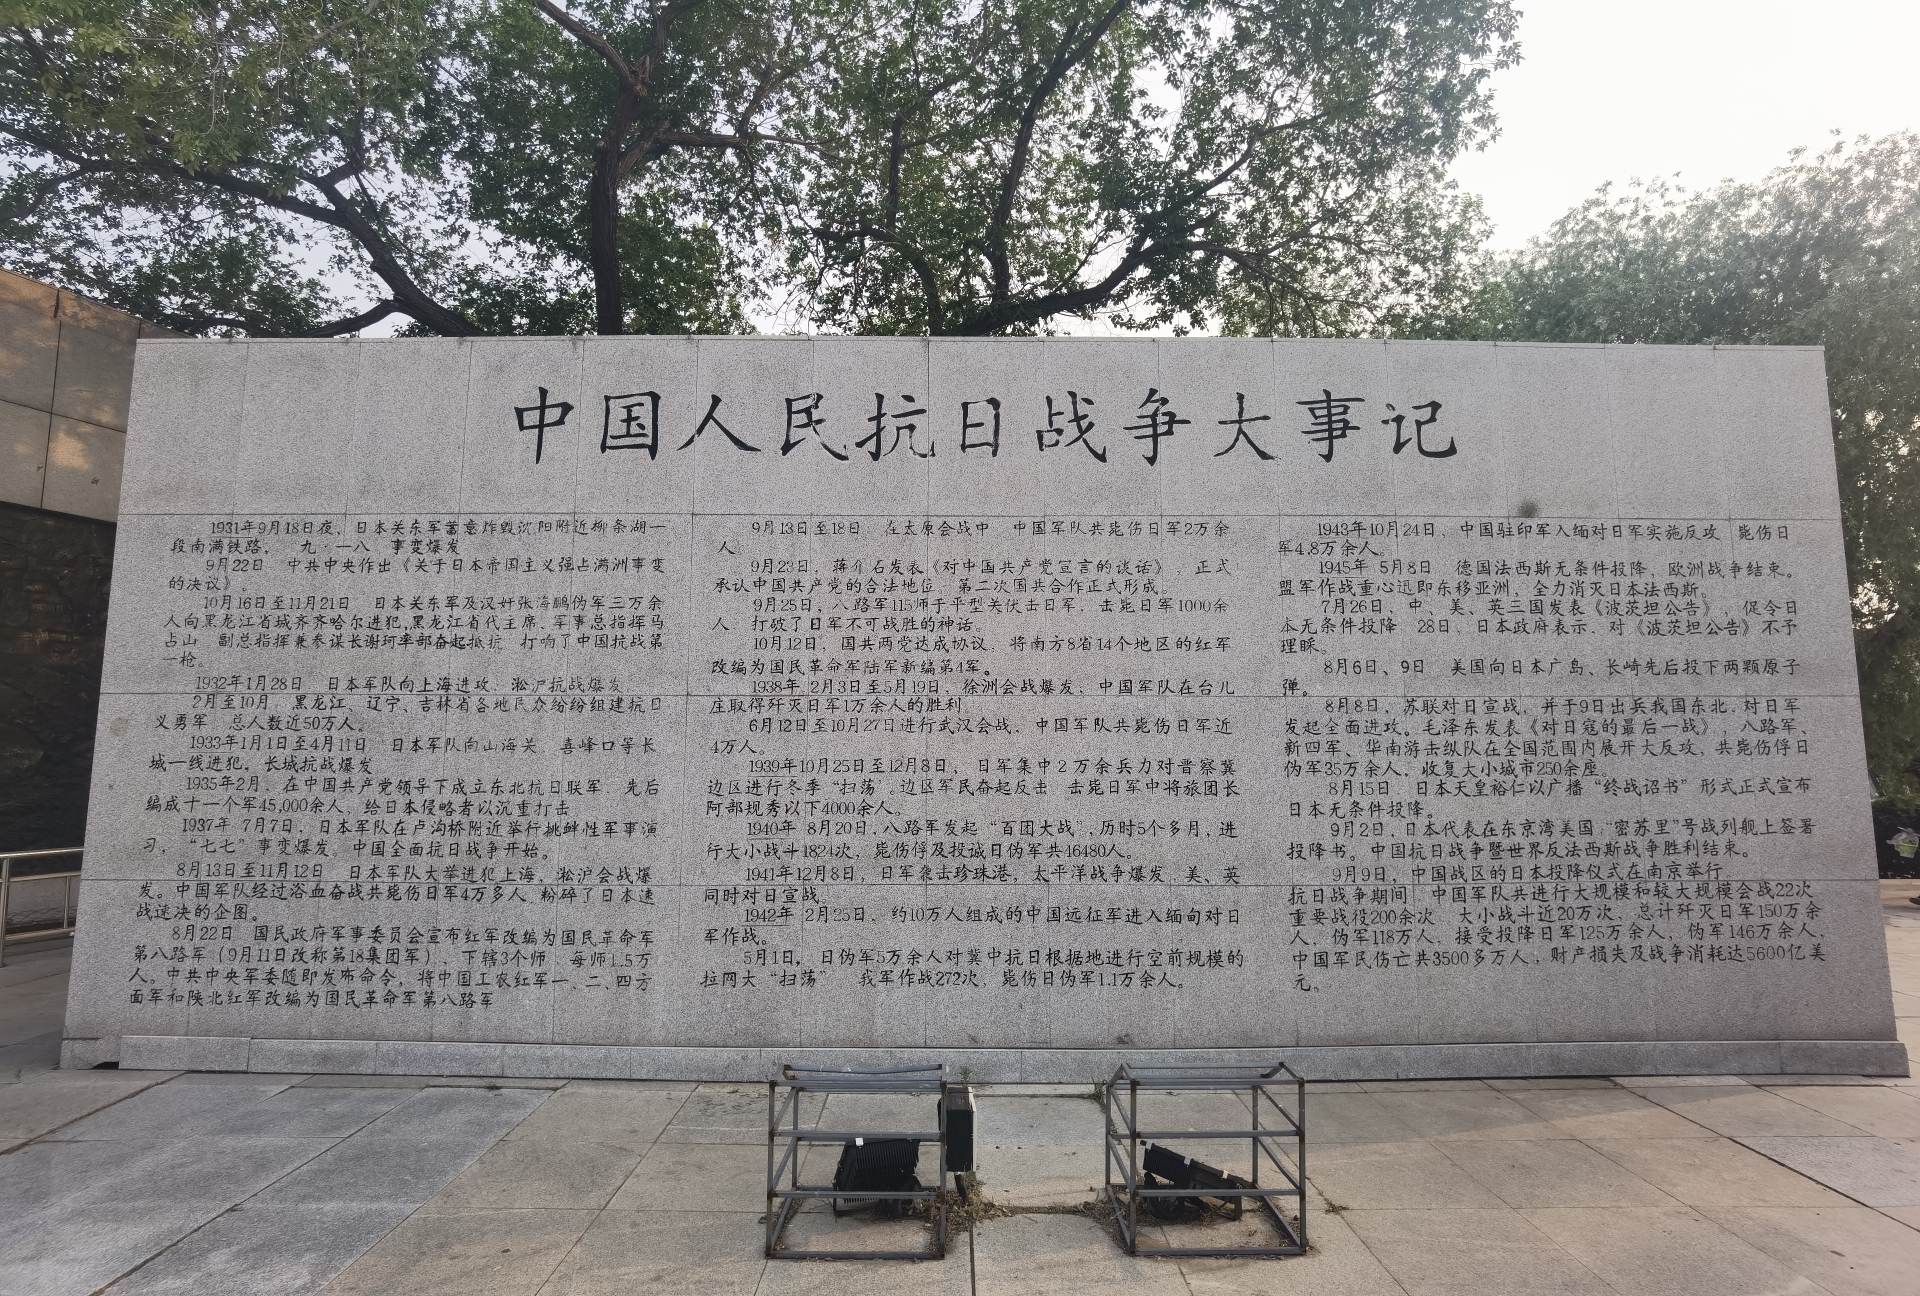 中国人民抗日战争大事记
1931年9月18日夜，日本关东军蓄意炸毁沈阳附近柳条湖一
段南满铁路， 九·一八 事变爆发
9月22日 中共中央作出《关于日本帝国主义强占满洲事变
的决议》。
10月16日至11月21日 日本关东军及汉奸张海鹏伪军三万余
人向黑龙江省城齐齐哈尔进犯，黑龙江省代主席、军事总指挥马
占山 副总指挥兼参谋长谢珂率部奋起抵抗 打响了中国抗战第
一枪。
1932年1月28日 日本军队向上海进攻 淞沪抗战爆发
2月至10月 黑龙江、辽宁、吉林省各地民众纷纷组建抗日
义勇军 总人数近50万人。
1933年1月1日至4月11日 日本军队向山海关 喜峰口等长
城一线进犯。长城抗战爆发
1935年2月，在中国共产党领导下成立东北抗日联军，先后
编成十一个军45,000余人，给日本侵略者以沉重打击
1937年 7月7日，日本军队在卢沟桥附近举行挑衅性军事演
习，“七七”事变爆发。中国全面抗日战争开始。
8月13日至11月12日 日本军队大举进犯上海，淞沪会战爆
发。中国军队经过浴血奋战共毙伤日军4万多人，粉碎了日本速
战速决的企图。
8月22日 国民政府军事委员会宣布红军改编为国民革命军
第八路军（9月11日改称第18集团军），下辖3个师 每师1.5万
人。中共中央军委随即发布命令，将中国工农红军一、二、四方
面军和陕北红军改编为国民革命军第八路军
9月13日至18日 在太原会战中 中国军队共毙伤日军2万余
人
9月23日，蒋介石发表《对中国共产党宣言的谈话》，正式
承认中国共产党的合法地位，第二次国共合作正式形成。
9月25日，八路军115师于平型关伏击日军，击毙日军1000余
人 打破了日军不可战胜的神话
10月12日，国共两党达成协议，将南方8省14个地区的红军
改编为国民革命军陆军新编第4军。
1938年 2月3日至5月19日，徐洲会战爆发，中国军队在台儿
庄取得歼灭日军1万余人的胜利
6月12日至10月27日进行武汉会战，中国军队共毙伤日军近
4万人。
1939年10月25日至12月8日，日军集中2万余兵力对晋察冀
边区进行冬季“扫荡”，边区军民奋起反击 击毙日军中将旅团长
阿部规秀以下4000余人。
1940年 8月20日，八路军发起“百团大战”，历时5个多月，进
行大小战斗1824次，毙伤俘及投诚日伪军共46480人。
1941年12月8日，日军袭击珍珠港，太平洋战争爆发 美、英
同时对日宣战
1942年 2月25日，约10万人组成的中国远征军进入缅甸对日
军作战。
5月1日，日伪军5万余人对冀中抗日根据地进行空前规模的
拉网大“扫荡” 我军作战272次，毙伤日伪军1.1万余人。
1943年10月24日，中国驻印军入缅对日军实施反攻 毙伤日
军4.8万余人。
1945年 5月8日 德国法西斯无条件投降，欧洲战争结束。
盟军作战重心迅即东移亚洲，全力消灭日本法西斯。
7月26日，中、美、英三国发表《波茨坦公告》，促令日
本无条件投降 28日，日本政府表示，对《波茨坦公告》不予
理睬。
8月6日、9日 美国向日本广岛、长崎先后投下两颗原子
弹。
8月8日，苏联对日宣战，并于9日出兵我国东北，对日军
发起全面进攻。毛泽东发表《对日寇的最后一战》，八路军、
新四军、华南游击纵队在全国范围内展开大反攻，共毙伤俘日
伪军35万余人，收复大小城市250余座。
8月15日，日本天皇裕仁以广播“终战诏书”形式正式宣布
日本无条件投降。
9月2日，日本代表在东京湾美国“密苏里”号战列舰上签署
投降书。中国抗日战争暨世界反法西斯战争胜利结束。
9月9日，中国战区的日本投降仪式在南京举行
抗日战争期间 中国军队共进行大规模和较大规模会战22次
重要战役200余次 大小战斗近20万次，总计歼灭日军150万余
人，伪军118万人，接受投降日军125万余人，伪军146万余人，
中国军民伤亡共3500多万人，财产损失及战争消耗达5600亿美
元。